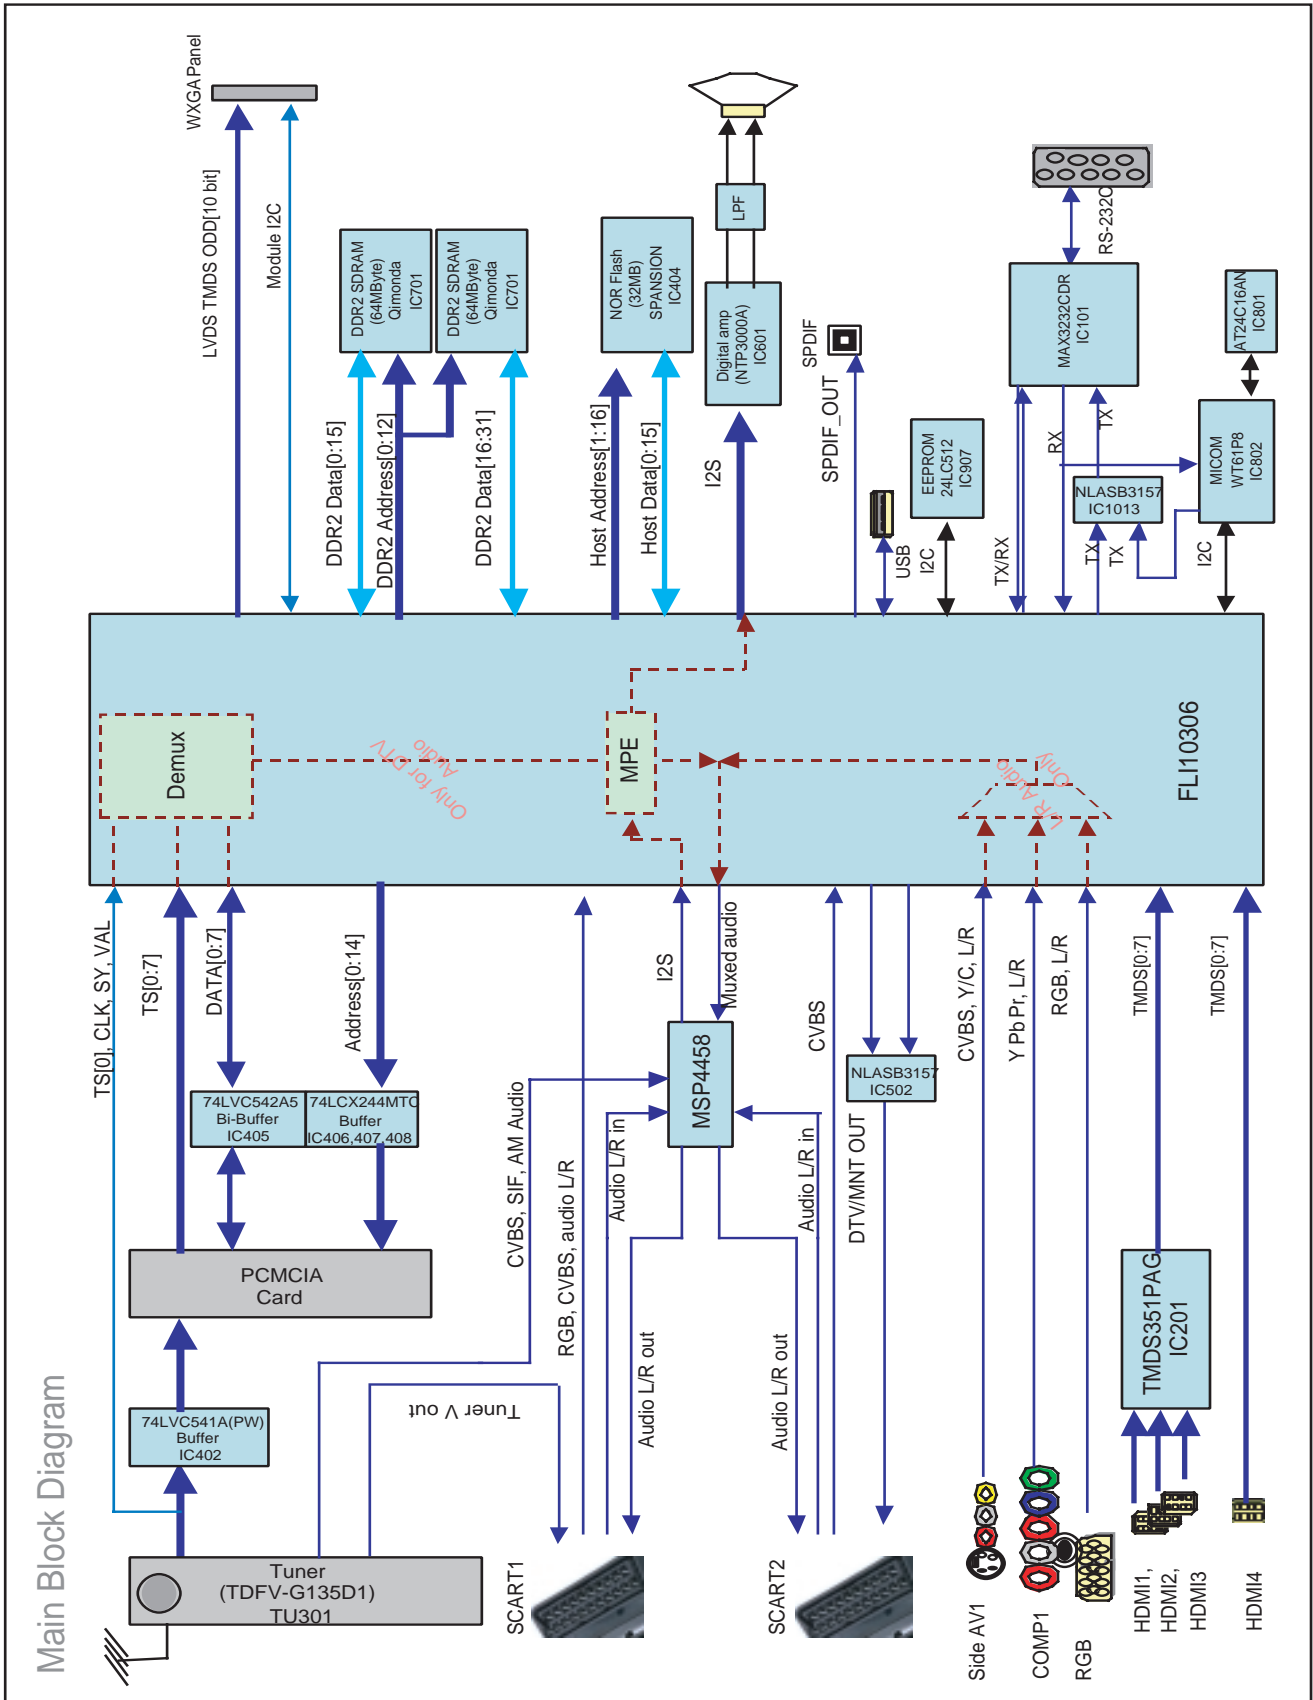 Main Block Diagram
WXGA Panel
LVDS TMDS ODD[10 bit]
Module I2C
DDR2 SDRAM
(64MByte)
Qimonda
IC701
DDR2 SDRAM
(64MByte)
Qimonda
IC701
DDR2 Data[0:15]
DDR2 Address[0:12]
DDR2 Data[16:31]
NOR Flash
(32MB)
SPANSION
IC404
Host Address[1:16]
Host Data[0:15]
LPF
Digital amp
(NTP3000A)
IC601
I2S
SPDIF
SPDIF_OUT
USB
EEPROM
24LC512
IC907
I2C
RS-232C
MAX3232CDR
IC101
TX/RX
RX
TX
AT24C16AN
IC801
MICOM
WT61P8
IC802
NLASB3157
IC1013
TX
TX
I2C
Demux
Only for DTV
Audio
MPE
L/R Audio
Only
FLI10306
TS[0], CLK, SY, VAL
TS[0:7]
DATA[0:7]
Address[0:14]
74LVC542A5
Bi-Buffer
IC405
74LCX244MTC
Buffer
IC406,407,408
PCMCIA
Card
74LVC541A(PW)
Buffer
IC402
Tuner
(TDFV-G135D1)
TU301
CVBS, SIF, AM Audio
Tuner V out
RGB, CVBS, audio L/R
Audio L/R in
Audio L/R out
I2S
Muxed audio
MSP4458
Audio L/R in
Audio L/R out
CVBS
NLASB3157
IC502
DTV/MNT OUT
SCART1
SCART2
CVBS, Y/C, L/R
Y Pb Pr, L/R
RGB, L/R
TMDS[0:7]
TMDS[0:7]
TMDS351PAG
IC201
Side AV1
COMP1
RGB
HDMI1,
HDMI2,
HDMI3
HDMI4